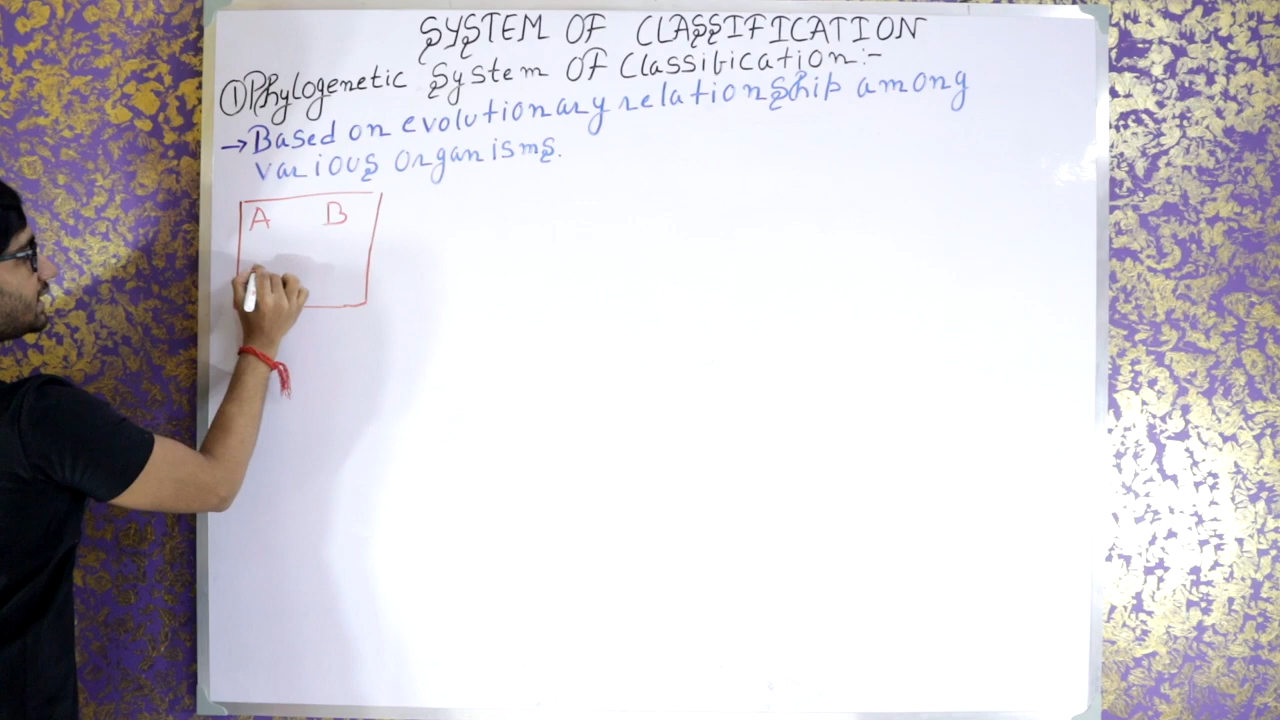 SYSTEM OF CLASSIFICATION
① Phylogenetic System Of Classification:-
→ Based on evolutionary relationship among
various organisms.
A B